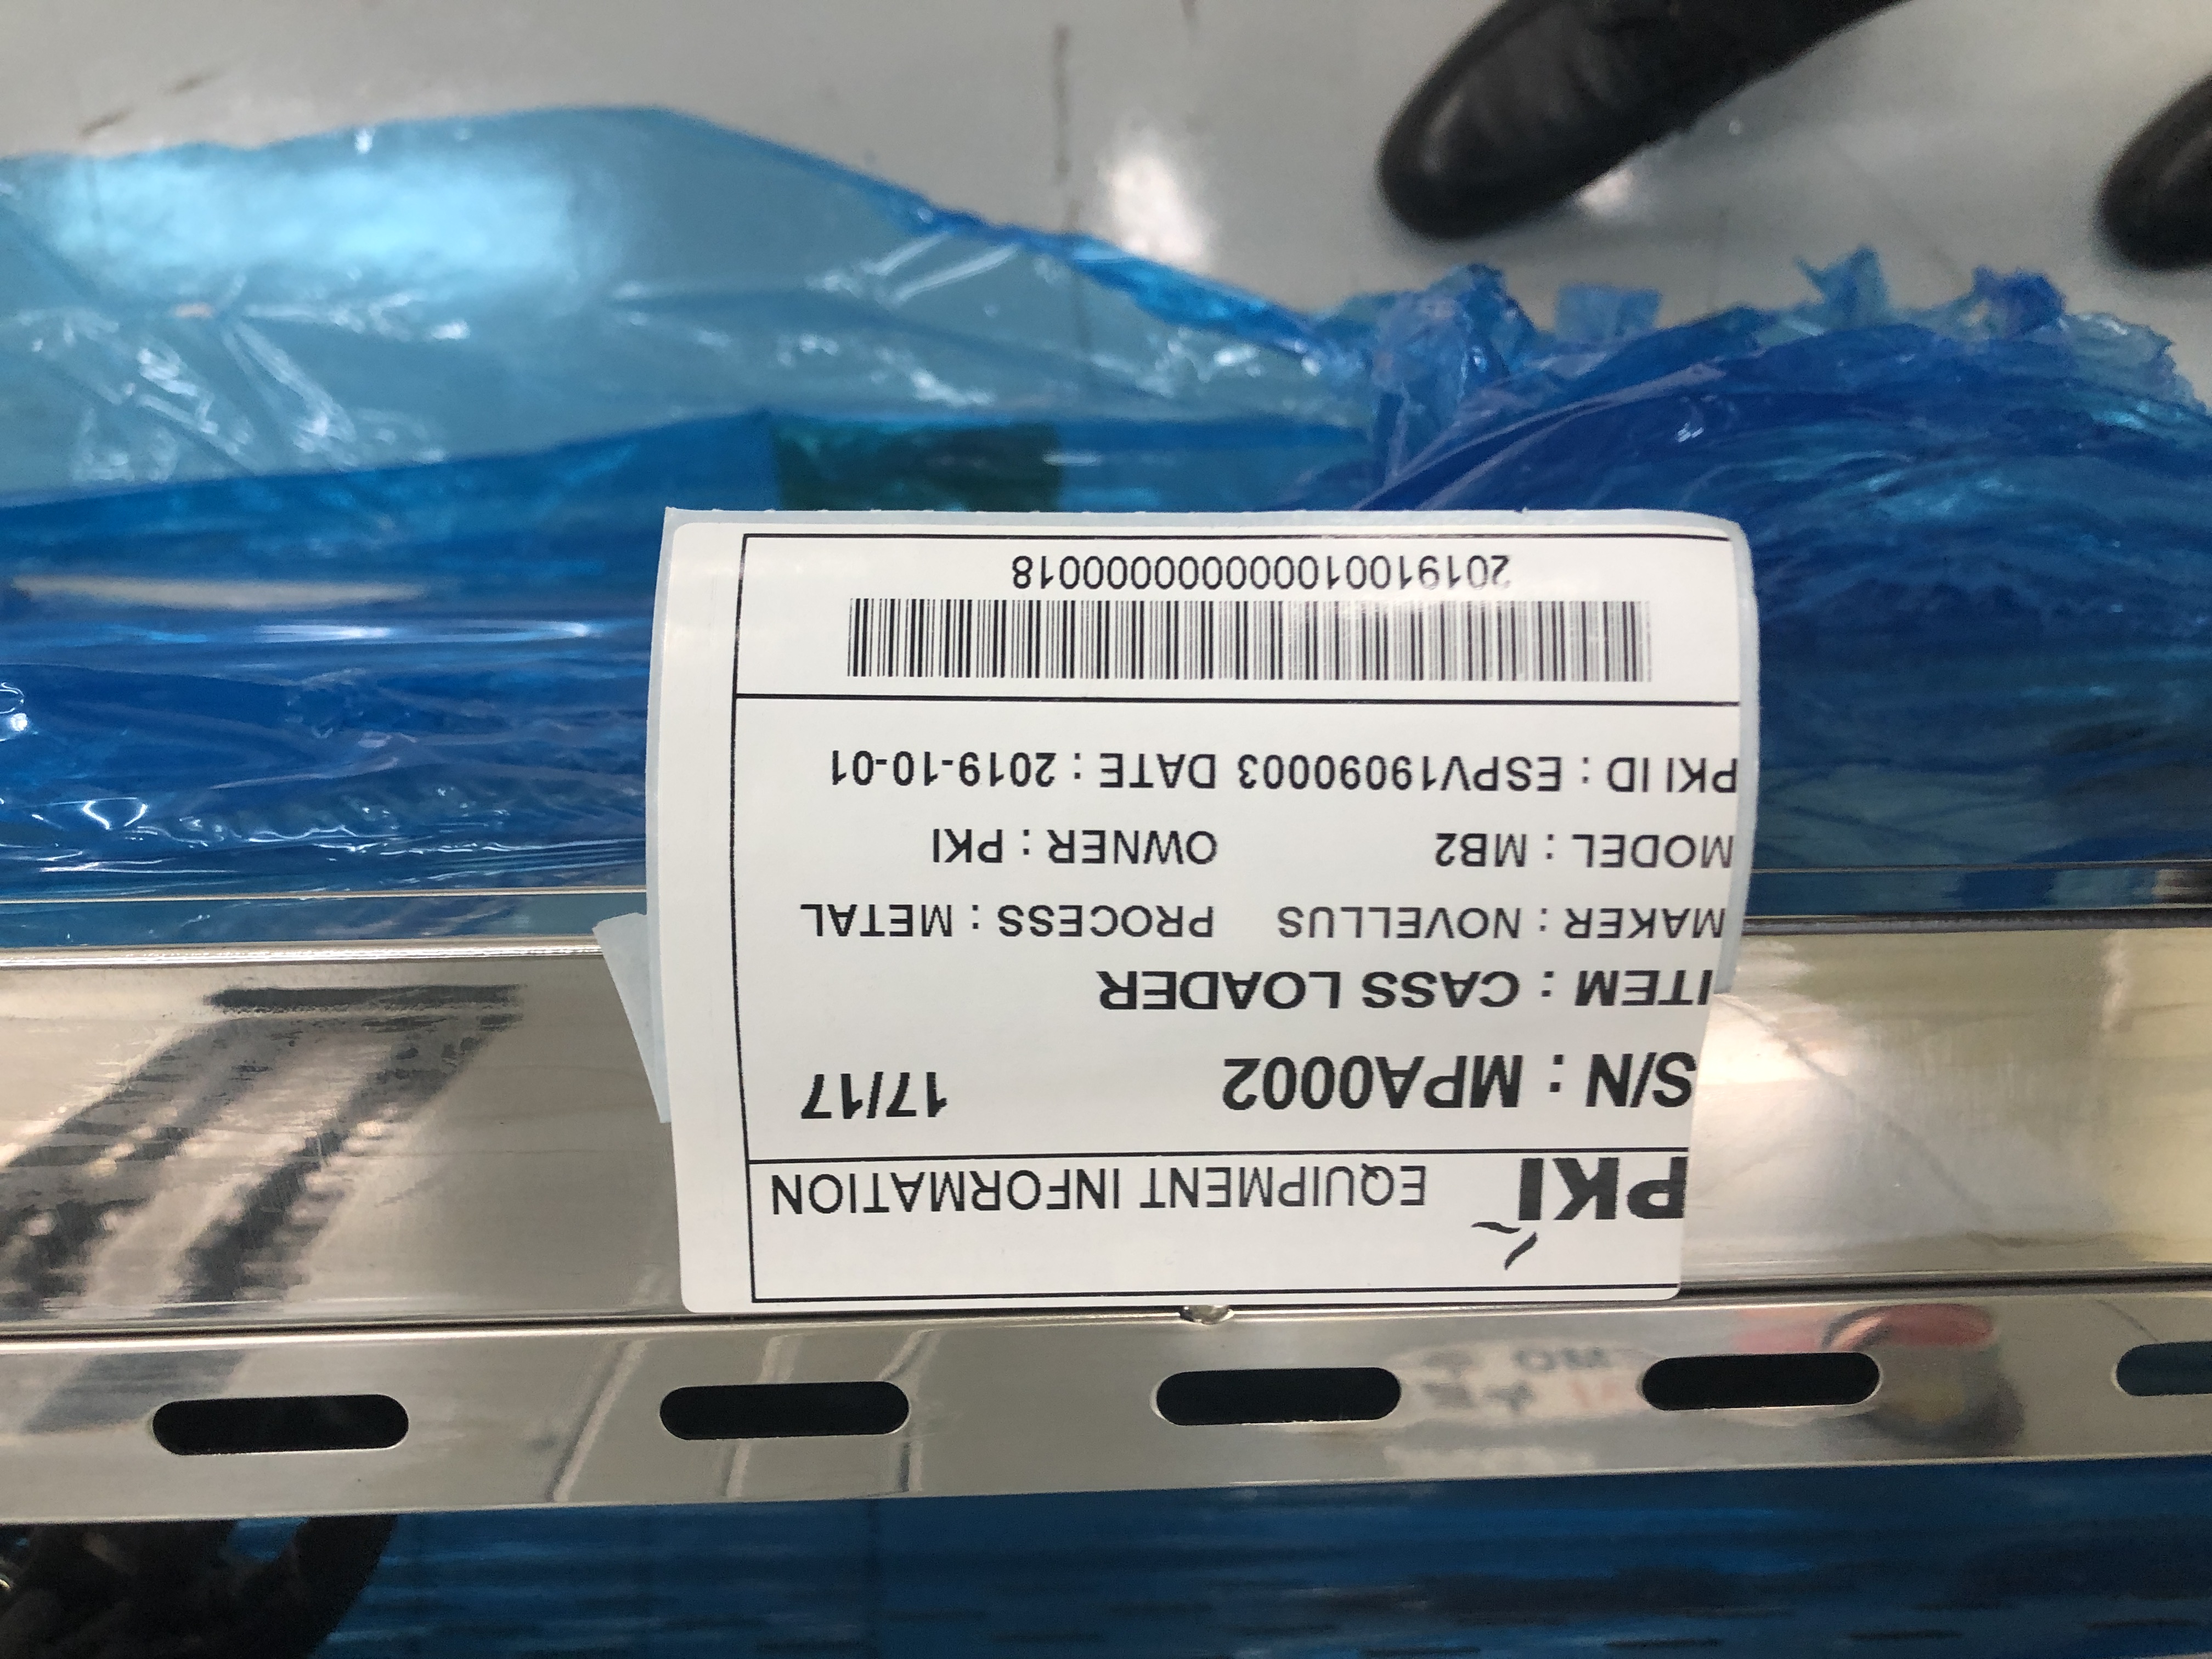 PKI EQUIPMENT INFORMATION
S/N : MPA0002 17/17
ITEM : CASS LOADER
MAKER : NOVELLUS PROCESS : METAL
MODEL : MB2 OWNER : PKI
PKI ID : ESPV19090003 DATE : 2019-10-01
2019100100000000000018